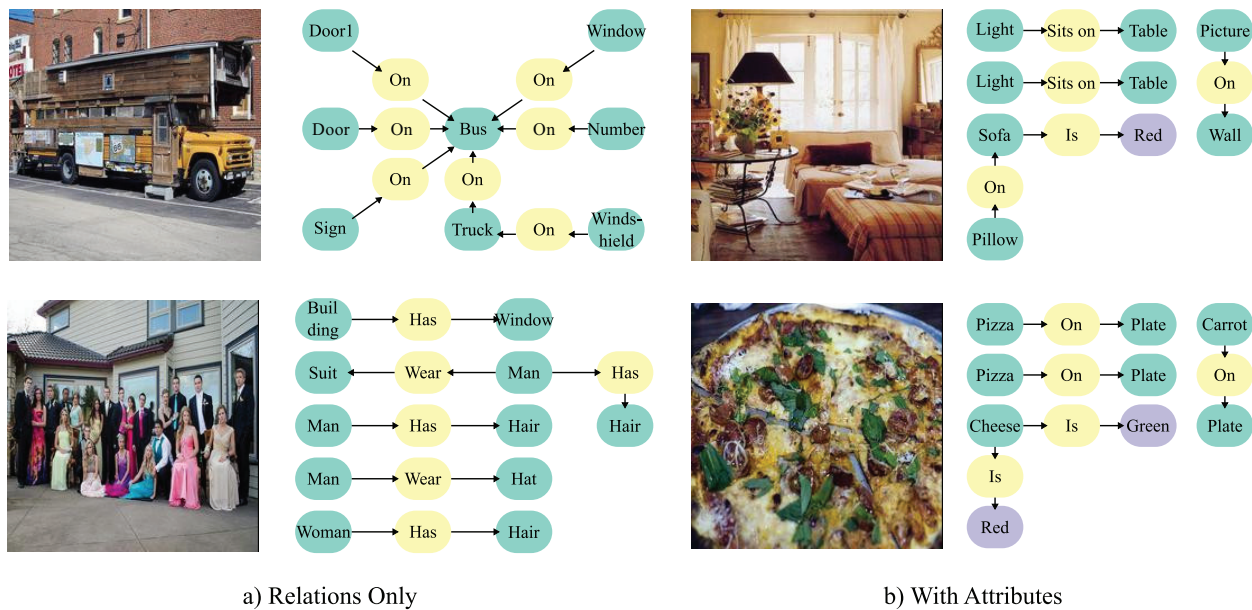 Door1
Window
On
On
Door
On
Bus
On
Number
On
On
Sign
Truck
On
Winds-
hield
Light
Sits on
Table
Picture
Light
Sits on
Table
On
Sofa
Is
Red
Wall
On
Pillow
Buil
ding
Has
Window
Suit
Wear
Man
Has
Man
Has
Hair
Hair
Man
Wear
Hat
Woman
Has
Hair
Pizza
On
Plate
Carrot
Pizza
On
Plate
On
Cheese
Is
Green
Plate
Is
Red
a) Relations Only
b) With Attributes